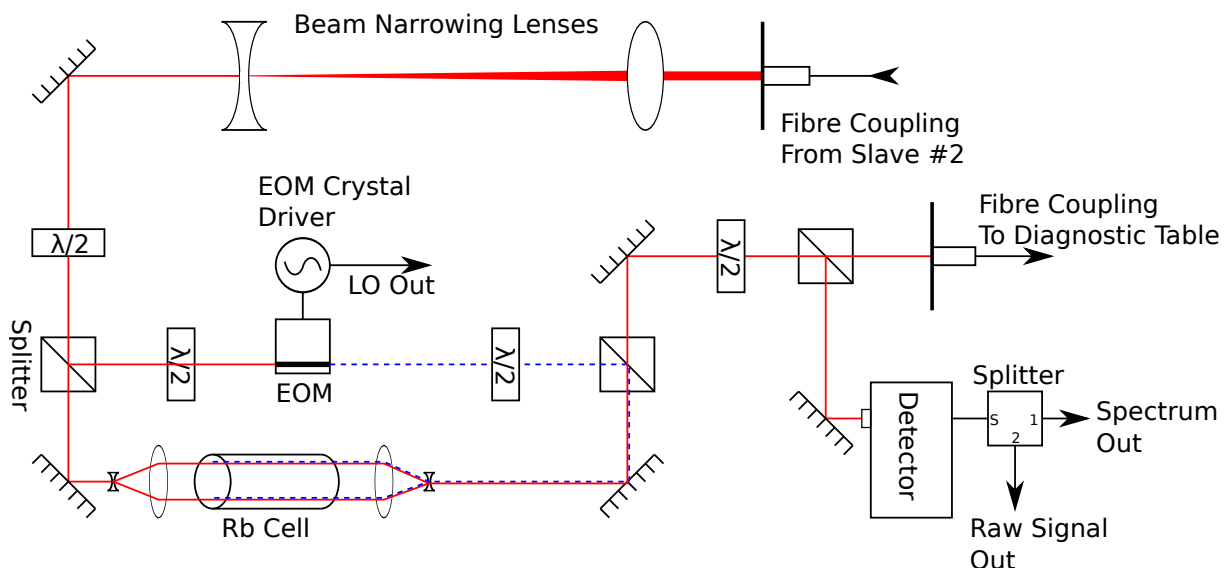 Beam Narrowing Lenses
Fibre Coupling
From Slave #2
EOM Crystal
Driver
LO Out
λ/2
λ/2
Fibre Coupling
To Diagnostic Table
Splitter
λ/2
EOM
λ/2
Detector
Splitter
S
1
2
Spectrum
Out
Rb Cell
Raw Signal
Out